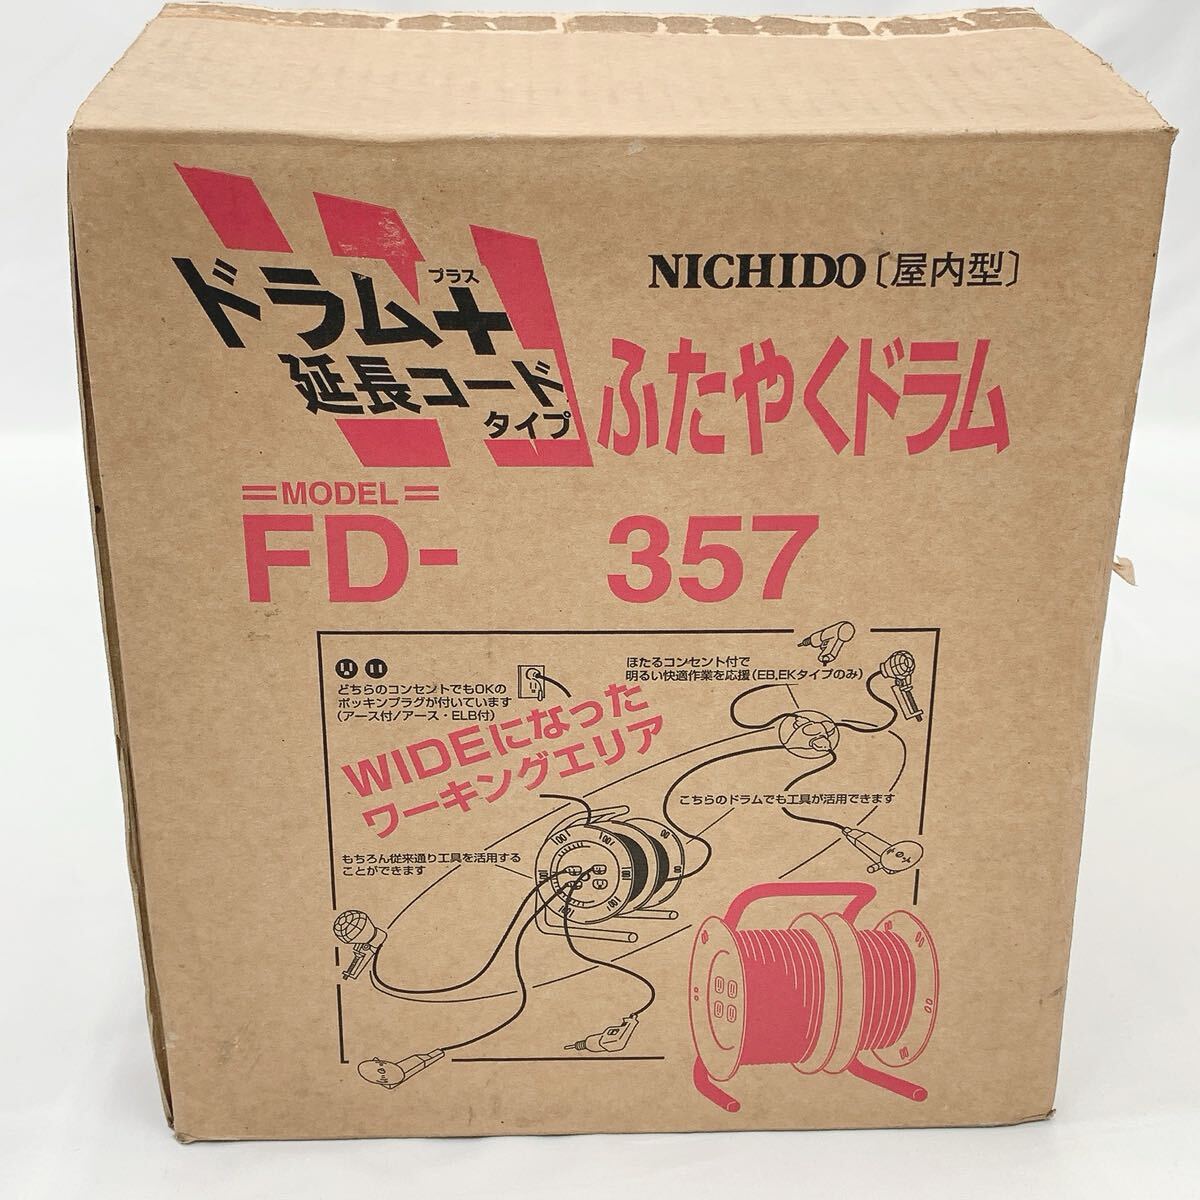 ドラム+
プラス
延長コード
タイプ
NICHIDO〔屋内型〕
ふたやくドラム
=MODEL=
FD- 357
どちらのコンセントでもOKの
ポッキンプラグが付いています
(アース付/アース・ELB付)
ほたるコンセント付で
明るい快適作業を応援(EB,EKタイプのみ)
WIDEになった
ワーキングエリア
こちらのドラムでも工具が活用できます
もちろん従来通り工具を活用する
ことができます